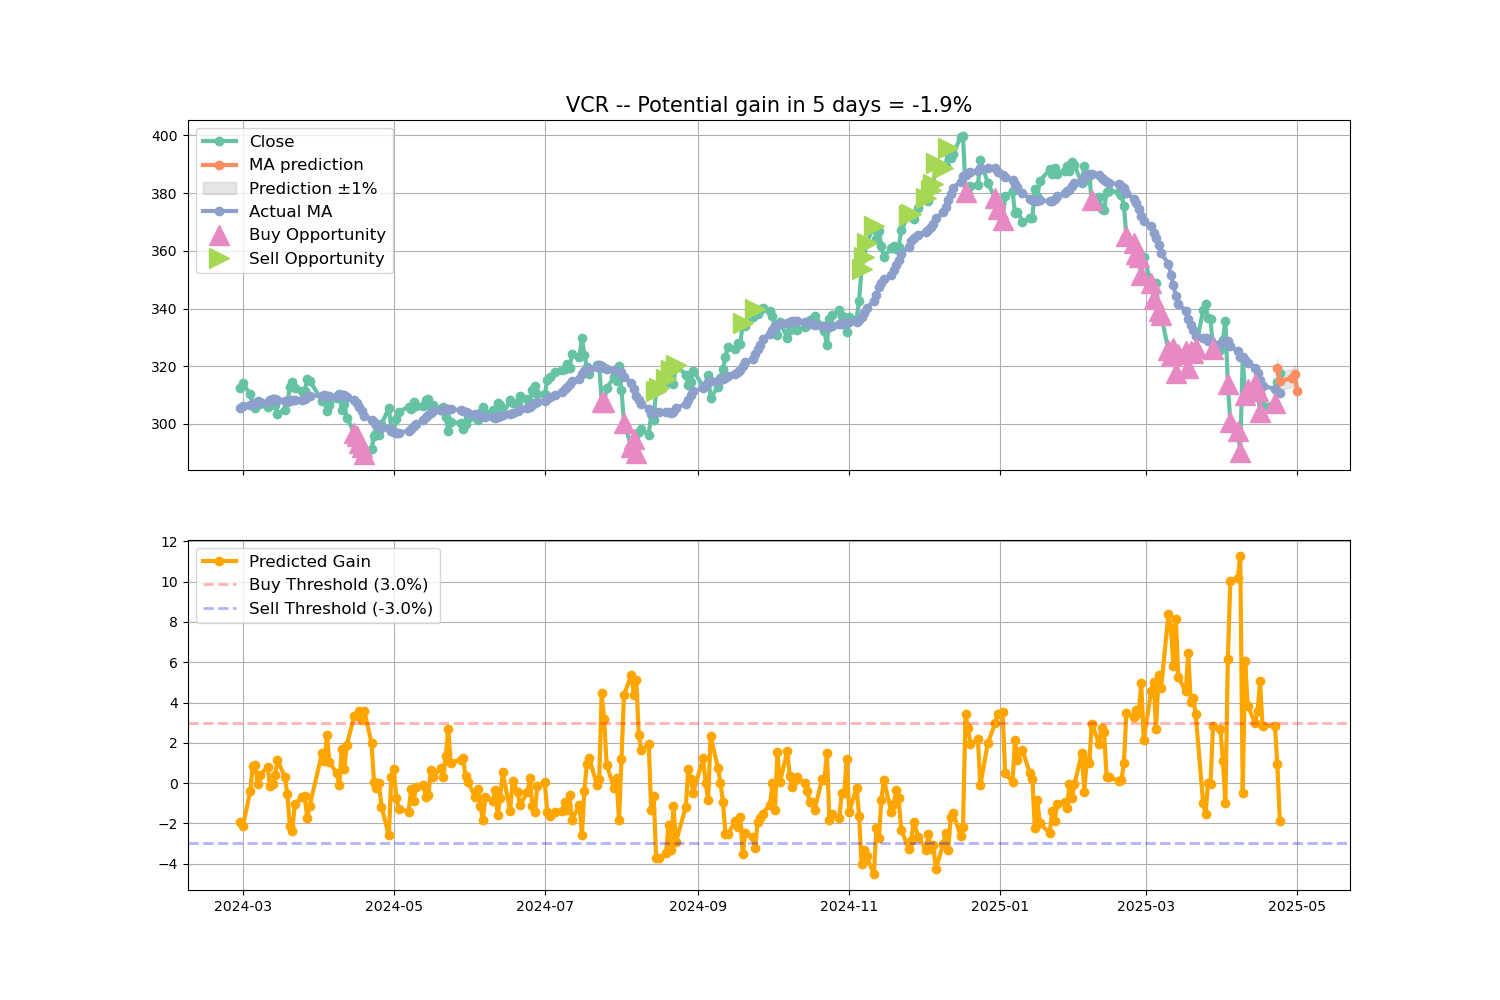 VCR -- Potential gain in 5 days = -1.9%
400
380
360
340
320
300
Close
MA prediction
Prediction ±1%
Actual MA
Buy Opportunity
Sell Opportunity
12
10
8
6
4
2
0
−2
−4
Predicted Gain
Buy Threshold (3.0%)
Sell Threshold (-3.0%)
2024-03
2024-05
2024-07
2024-09
2024-11
2025-01
2025-03
2025-05